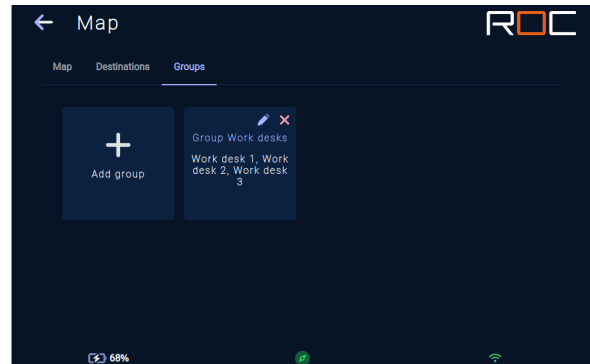 Map
ROC
Map
Destinations
Groups
Add group
Group Work desks
Work desk 1, Work
desk 2, Work desk
3
68%